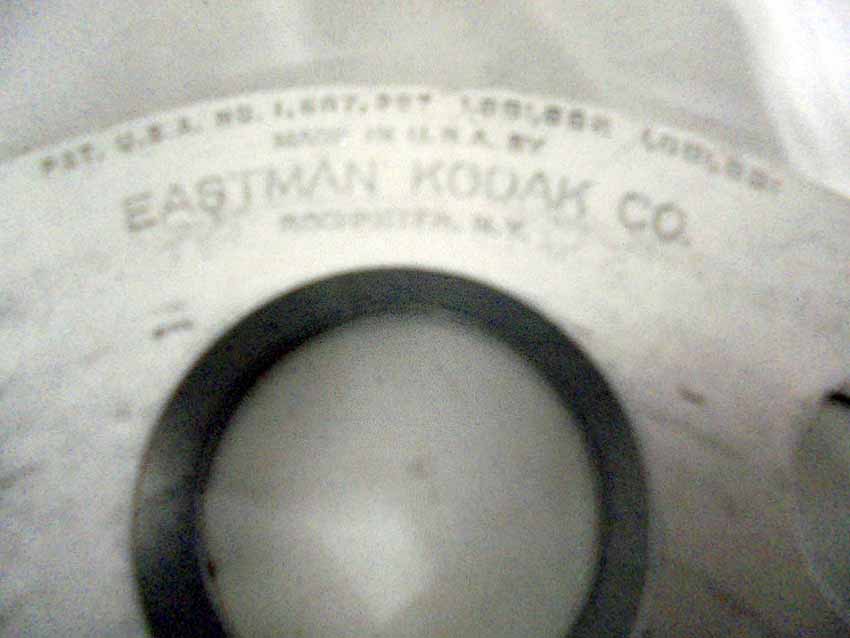 PAT. U.S.A. NO.
MADE IN U.S.A. BY
EASTMAN KODAK CO.
ROCHESTER, N.Y.